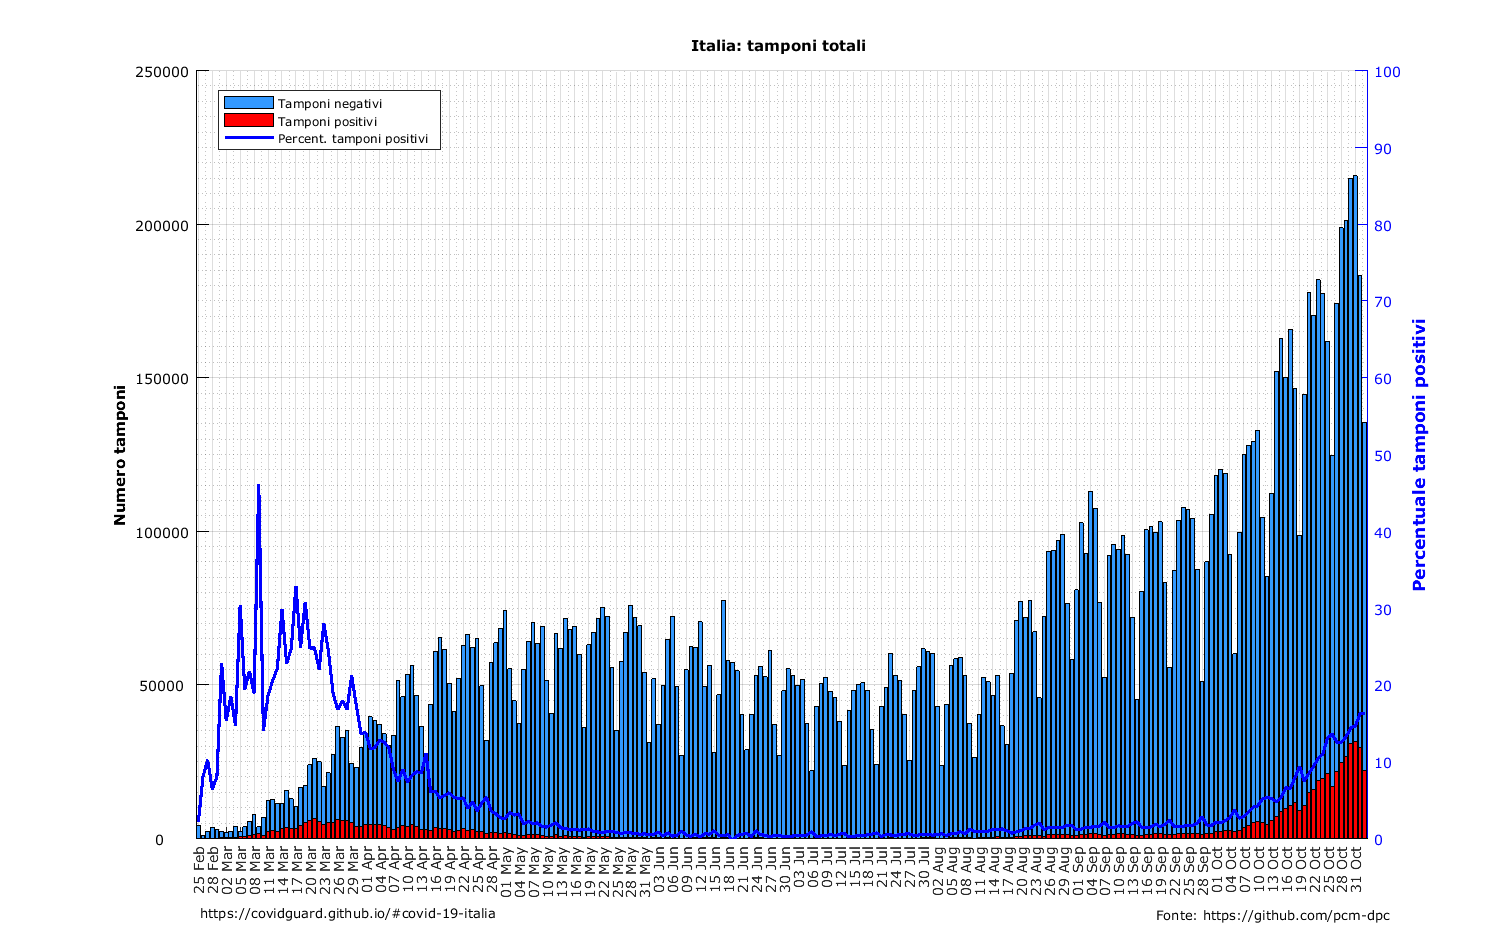 Italia: tamponi totali
Tamponi negativi
Tamponi positivi
Percent. tamponi positivi
Numero tamponi
250000
200000
150000
100000
50000
0
Percentuale tamponi positivi
100
90
80
70
60
50
40
30
20
10
0
25 Feb
28 Feb
02 Mar
05 Mar
08 Mar
11 Mar
14 Mar
17 Mar
20 Mar
23 Mar
26 Mar
29 Mar
01 Apr
04 Apr
07 Apr
10 Apr
13 Apr
16 Apr
19 Apr
22 Apr
25 Apr
28 Apr
01 May
04 May
07 May
10 May
13 May
16 May
19 May
22 May
25 May
28 May
31 May
03 Jun
06 Jun
09 Jun
12 Jun
15 Jun
18 Jun
21 Jun
24 Jun
27 Jun
30 Jun
03 Jul
06 Jul
09 Jul
12 Jul
15 Jul
18 Jul
21 Jul
24 Jul
27 Jul
30 Jul
02 Aug
05 Aug
08 Aug
11 Aug
14 Aug
17 Aug
20 Aug
23 Aug
26 Aug
29 Aug
01 Sep
04 Sep
07 Sep
10 Sep
13 Sep
16 Sep
19 Sep
22 Sep
25 Sep
28 Sep
01 Oct
04 Oct
07 Oct
10 Oct
13 Oct
16 Oct
19 Oct
22 Oct
25 Oct
28 Oct
31 Oct
https://covidguard.github.io/#covid-19-italia
Fonte: https://github.com/pcm-dpc